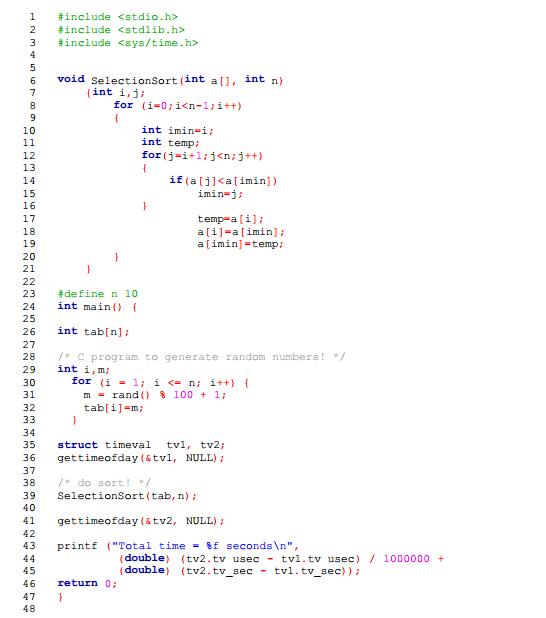 1 #include <stdio.h>
2 #include <stdlib.h>
3 #include <sys/time.h>
4
5
6 void SelectionSort(int a[], int n)
7 {int i,j;
8 for (i=0;i<n-1;i++)
9 {
10 int imin=i;
11 int temp;
12 for(j=i+1;j<n;j++)
13 {
14 if(a[j]<a[imin])
15 imin=j;
16 }
17 temp=a[i];
18 a[i]=a[imin];
19 a[imin]=temp;
20 }
21 }
22
23 #define n 10
24 int main() {
25
26 int tab[n];
27
28 /* C program to generate random numbers! */
29 int i,m;
30 for (i = 1; i <= n; i++) {
31 m = rand() % 100 + 1;
32 tab[i]=m;
33 }
34
35 struct timeval tv1, tv2;
36 gettimeofday(&tv1, NULL);
37
38 /* do sort! */
39 SelectionSort(tab,n);
40
41 gettimeofday(&tv2, NULL);
42
43 printf ("Total time = %f seconds\n",
44 (double) (tv2.tv usec - tv1.tv usec) / 1000000 +
45 (double) (tv2.tv_sec - tv1.tv_sec));
46 return 0;
47 }
48